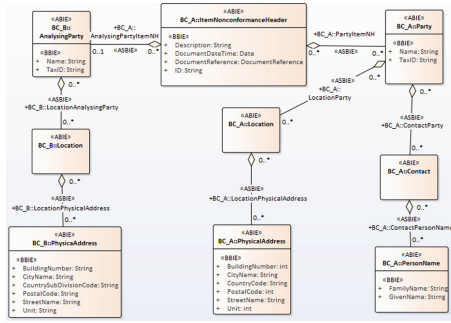 «ABIE»
BC_B::
AnalysingParty
«BBIE»
+ Name: String
+ TaxID: String
+BC_A::
AnalysingPartyItemNH
0..1 «ASBIE» 0..*
«ABIE»
BC_A::ItemNonconformanceHeader
«BBIE»
+ Description: String
+ DocumentDateTime: Date
+ DocumentReference: DocumentReference
+ ID: String
+BC_A::PartyItemNH
0..* «ASBIE» 0..*
«ABIE»
BC_A::Party
«BBIE»
+ Name: String
+ TaxID: String
0..*
«ASBIE»
+BC_B::LocationAnalysingParty
0..*
«ABIE»
BC_B::Location
0..*
«ASBIE»
+BC_B::LocationPhysicalAddress
0..*
«ABIE»
BC_B::PhysicaAddress
«BBIE»
+ BuildingNumber: String
+ CityName: String
+ CountrySubDivisionCode: String
+ PostalCode: String
+ StreetName: String
+ Unit: String
0..*
«ASBIE»
+BC_A::
LocationParty
0..*
«ABIE»
BC_A::Location
0..*
«ASBIE»
+BC_A::LocationPhysicalAddress
0..*
«ABIE»
BC_A::PhysicalAddress
«BBIE»
+ BuildingNumber: int
+ CityName: String
+ CountryCode: String
+ PostalCode: int
+ StreetName: String
+ Unit: int
0..*
«ASBIE»
+BC_A::ContactParty
0..*
«ABIE»
BC_A::Contact
0..*
«ASBIE»
+BC_A::ContactPersonName
0..*
«ABIE»
BC_A::PersonName
«BBIE»
+ FamilyName: String
+ GivenName: String